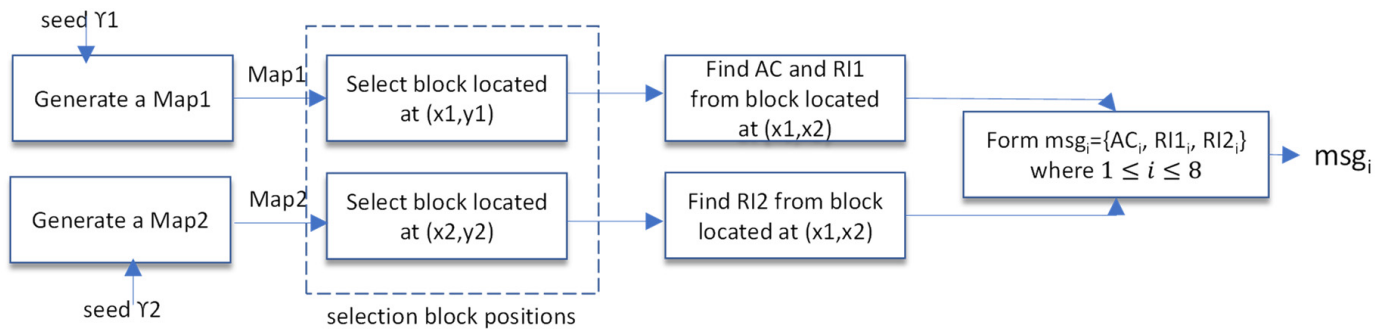 seed ϒ1
Generate a Map1
Map1
Select block located
at (x1,y1)
Find AC and RI1
from block located
at (x1,x2)
Form msgᵢ={ACᵢ, RI1ᵢ, RI2ᵢ}
where 1 ≤ 𝑖 ≤ 8
msgᵢ
Generate a Map2
Map2
Select block located
at (x2,y2)
Find RI2 from block
located at (x1,x2)
seed ϒ2
selection block positions